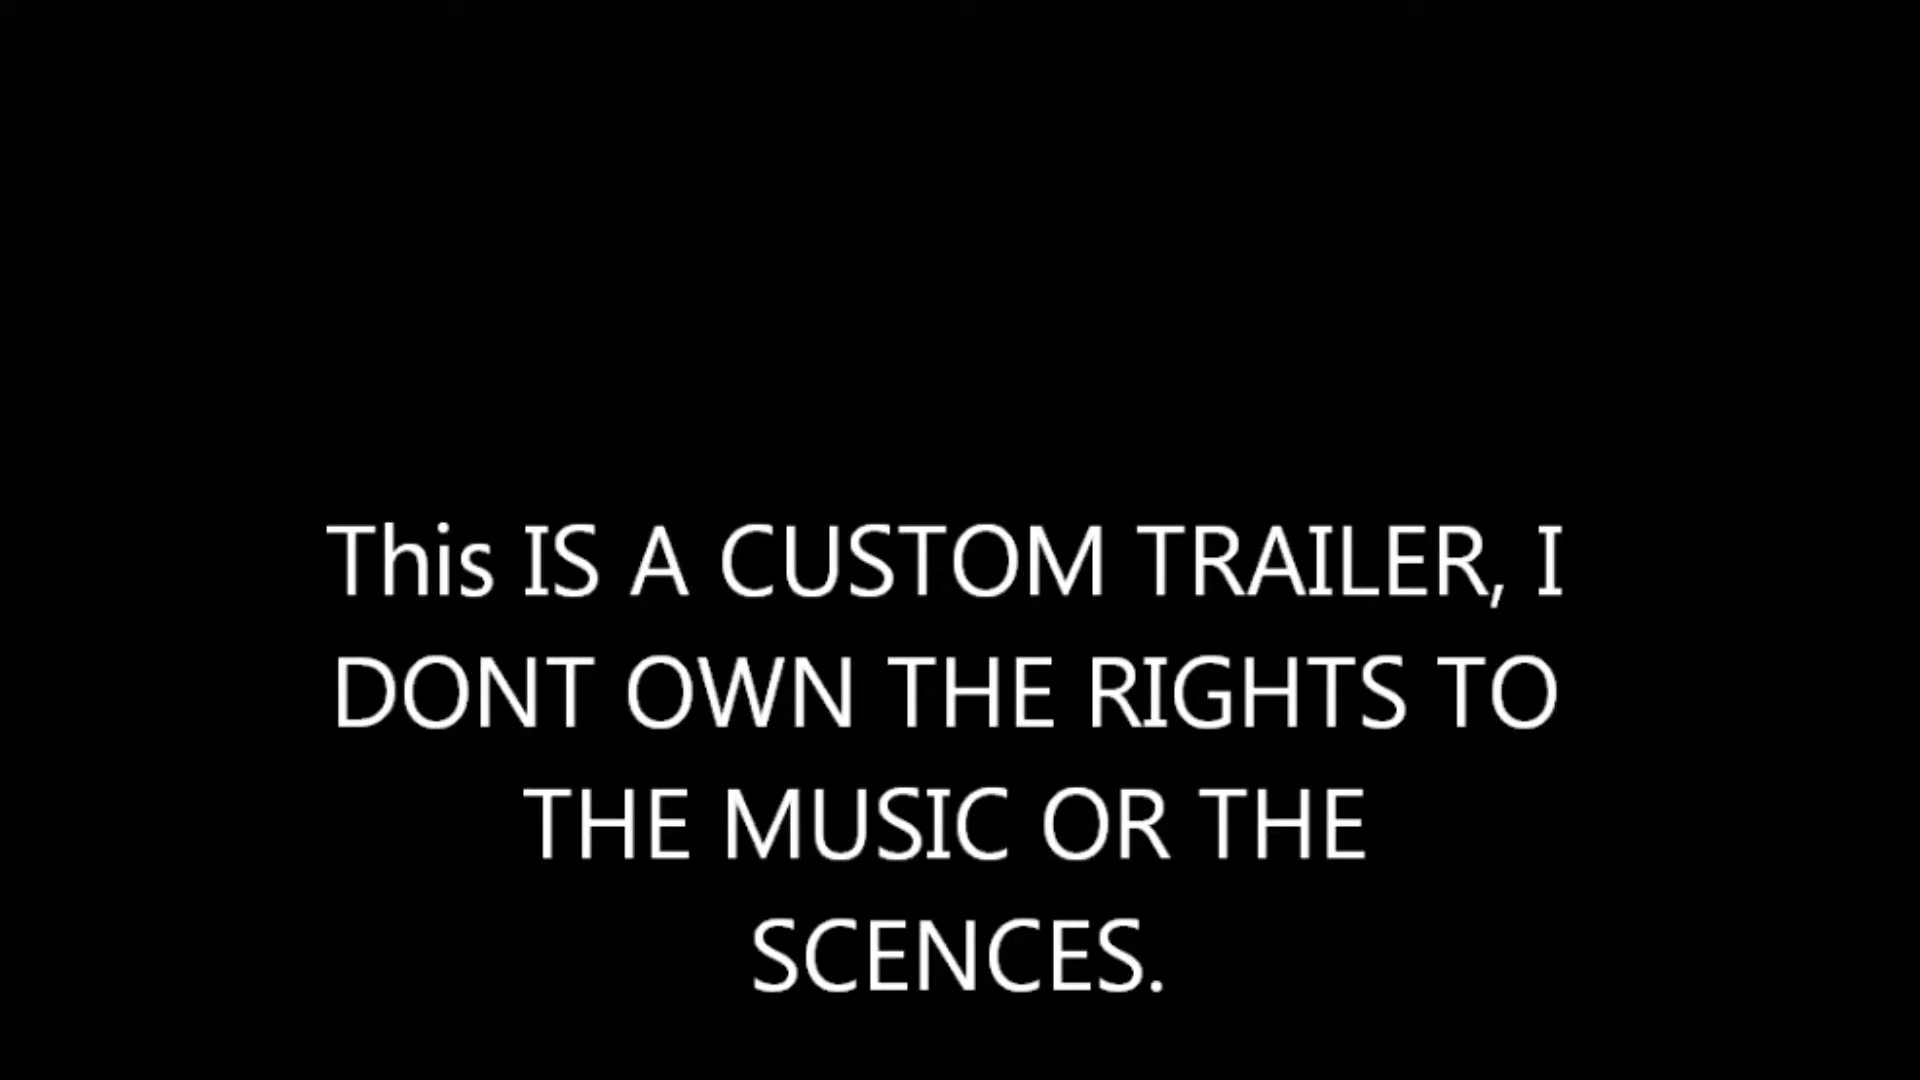 This IS A CUSTOM TRAILER, I
DONT OWN THE RIGHTS TO
THE MUSIC OR THE
SCENCES.